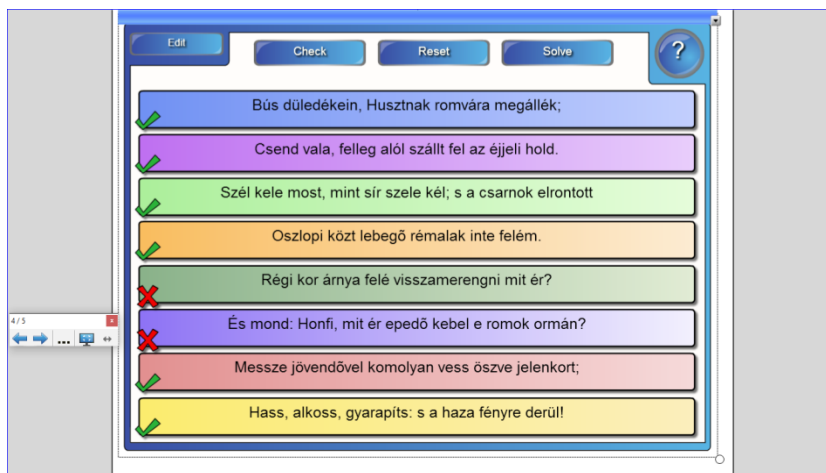 Edit
Check
Reset
Solve
?
Bús düledékein, Husztnak romvára megállék;
Csend vala, felleg alól szállt fel az éjjeli hold.
Szél kele most, mint sír szele kél; s a csarnok elrontott
Oszlopi közt lebegõ rémalak inte felém.
Régi kor árnya felé visszamerengni mit ér?
És mond: Honfi, mit ér epedõ kebel e romok ormán?
Messze jövendõvel komolyan vess öszve jelenkort;
Hass, alkoss, gyarapíts: s a haza fényre derül!
4 / 5
...